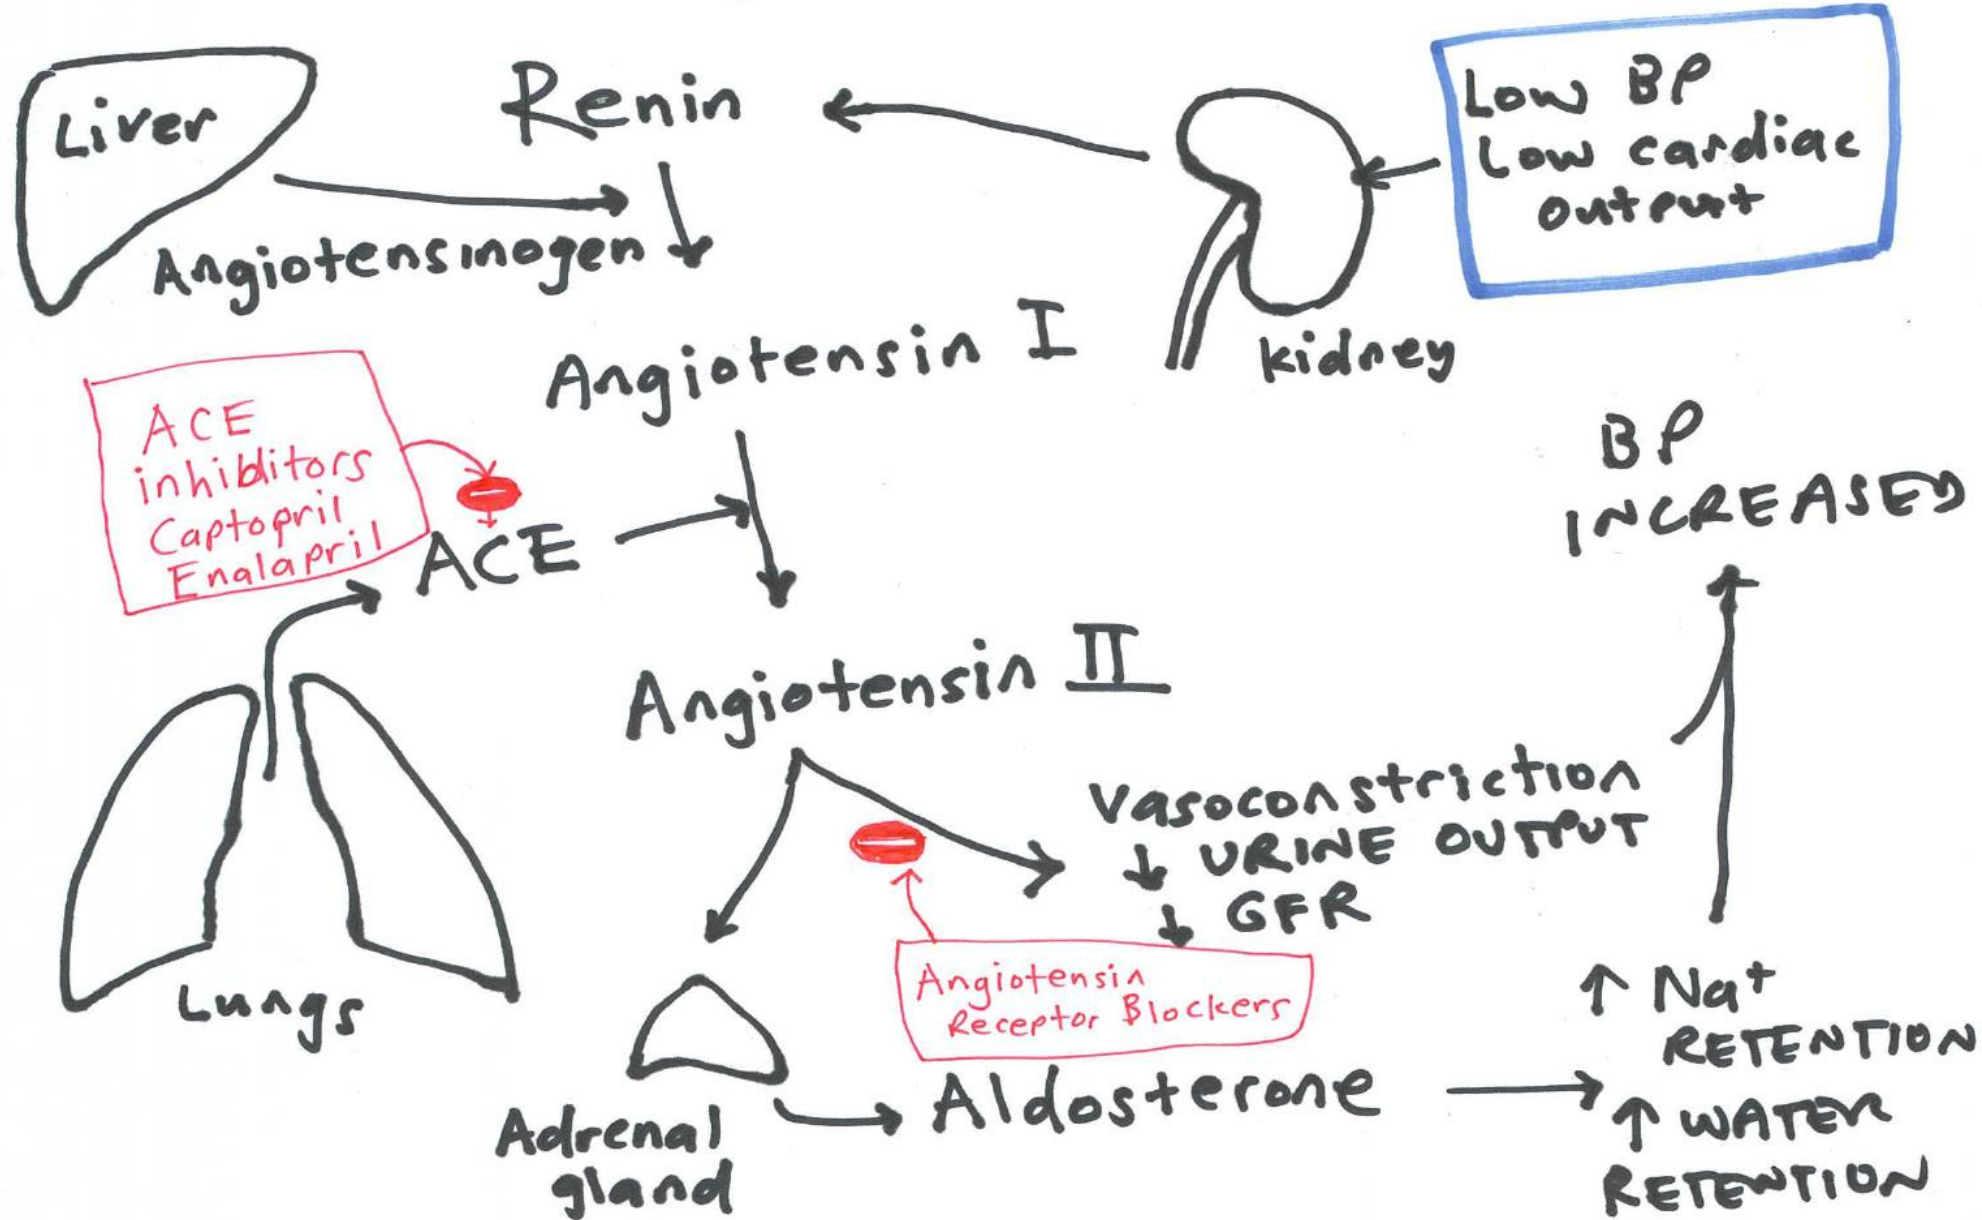 Liver
Renin
Low BP
Low cardiac
output
Angiotensinogen
kidney
Angiotensin I
ACE
inhibitors
Captopril
Enalapril
ACE
BP
INCREASED
Angiotensin II
Lungs
Vasoconstriction
↓ URINE OUTPUT
↓ GFR
Angiotensin
Receptor Blockers
Adrenal
gland
Aldosterone
↑ Na+
RETENTION
↑ WATER
RETENTION